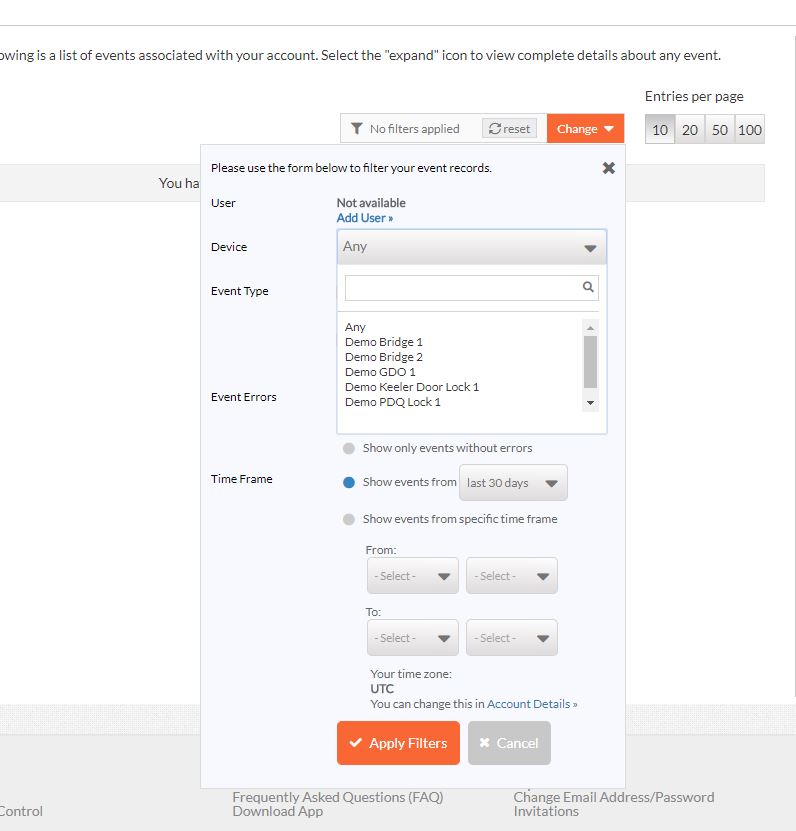 owing is a list of events associated with your account. Select the "expand" icon to view complete details about any event.
Entries per page
No filters applied reset Change 10 20 50 100
Please use the form below to filter your event records.
You ha
User Not available
Add User »
Device Any
Event Type
Any
Demo Bridge 1
Demo Bridge 2
Demo GDO 1
Demo Keeler Door Lock 1
Event Errors
Demo PDQ Lock 1
Show only events without errors
Time Frame Show events from last 30 days
Show events from specific time frame
From:
- Select - - Select -
To:
- Select - - Select -
Your time zone:
UTC
You can change this in Account Details »
Apply Filters Cancel
Frequently Asked Questions (FAQ) Change Email Address/Password
Control Download App Invitations